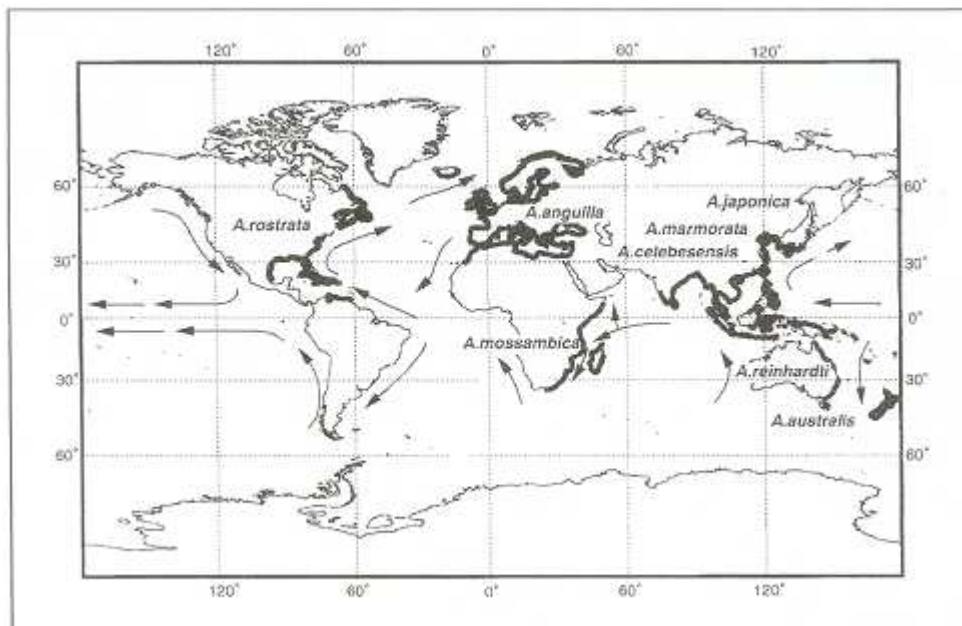 120° 60° 0° 60° 120°
60° 60°
A.japonica
A.rostrata A.anguilla A.marmorata
A.celebesensis
30° 30°
0° 0°
A.mossambica
A.reinhardti
30° 30°
A.australis
60° 60°
120° 60° 0° 60° 120°